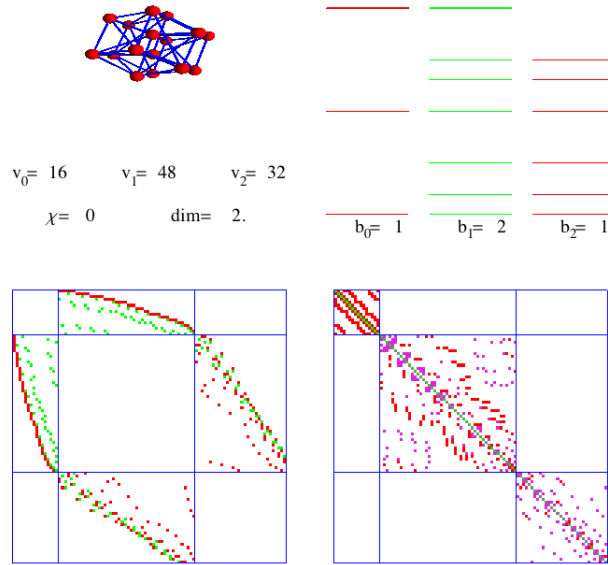 v0= 16 v1= 48 v2= 32
χ= 0 dim= 2.
b0= 1 b1= 2 b2= 1